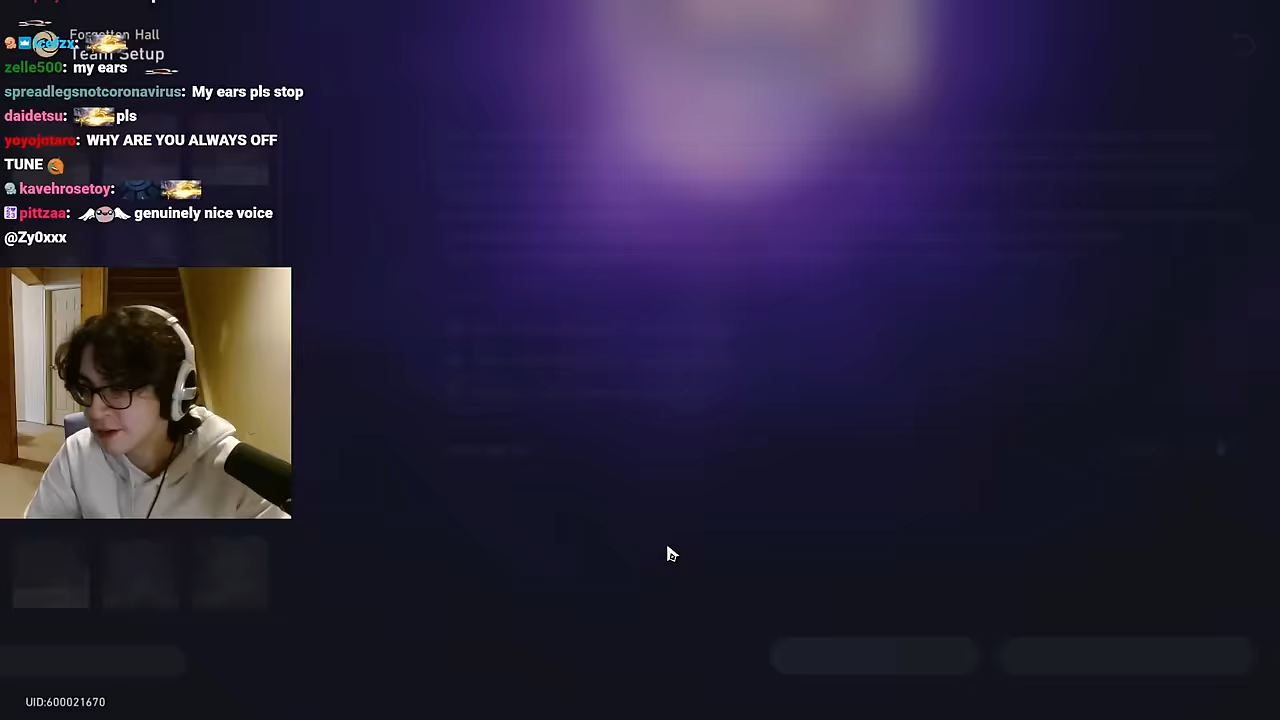 Forgotten Hall
icefzx:
Team Setup
zelle500: my ears
spreadlegsnotcoronavirus: My ears pls stop
daidetsu: pls
yoyojotaro: WHY ARE YOU ALWAYS OFF
TUNE
kavehrosetoy:
pittzaa: genuinely nice voice
@Zy0xxx
UID:600021670